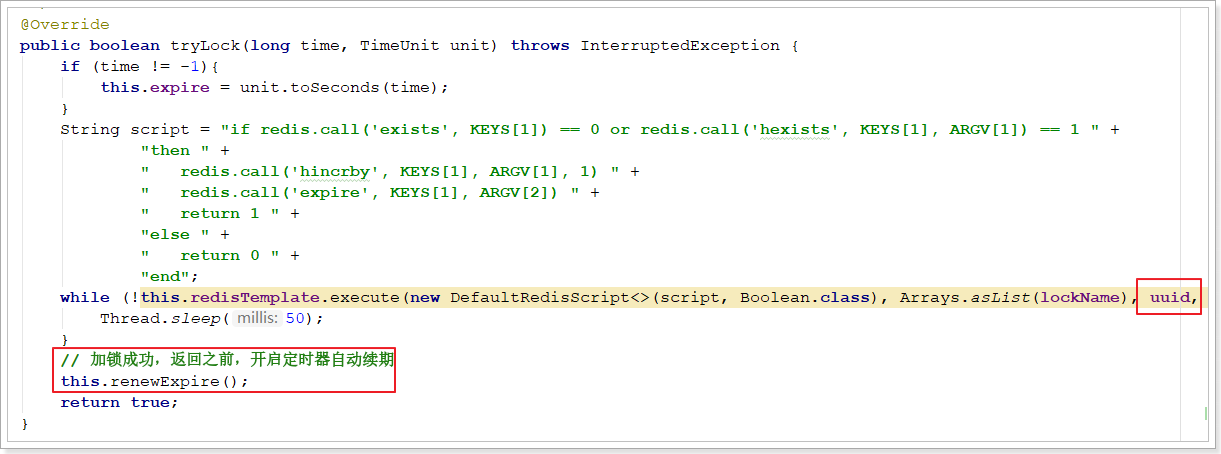 @Override
public boolean tryLock(long time, TimeUnit unit) throws InterruptedException {
    if (time != -1){
        this.expire = unit.toSeconds(time);
    }
    String script = "if redis.call('exists', KEYS[1]) == 0 or redis.call('hexists', KEYS[1], ARGV[1]) == 1 " +
            "then " +
            "   redis.call('hincrby', KEYS[1], ARGV[1], 1) " +
            "   redis.call('expire', KEYS[1], ARGV[2]) " +
            "   return 1 " +
            "else " +
            "   return 0 " +
            "end";
    while (!this.redisTemplate.execute(new DefaultRedisScript<>(script, Boolean.class), Arrays.asList(lockName), uuid,
        Thread.sleep( millis: 50);
    }
    // 加锁成功，返回之前，开启定时器自动续期
    this.renewExpire();
    return true;
}